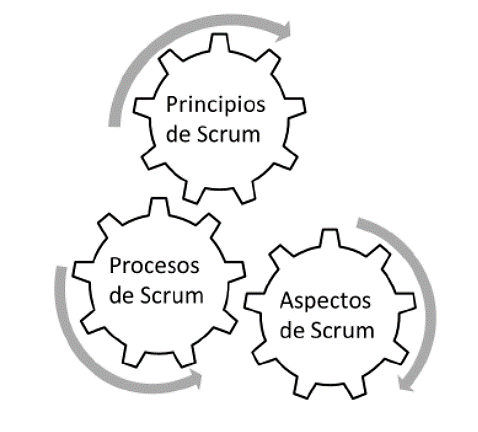 Principios
de Scrum
Procesos
de Scrum
Aspectos
de Scrum